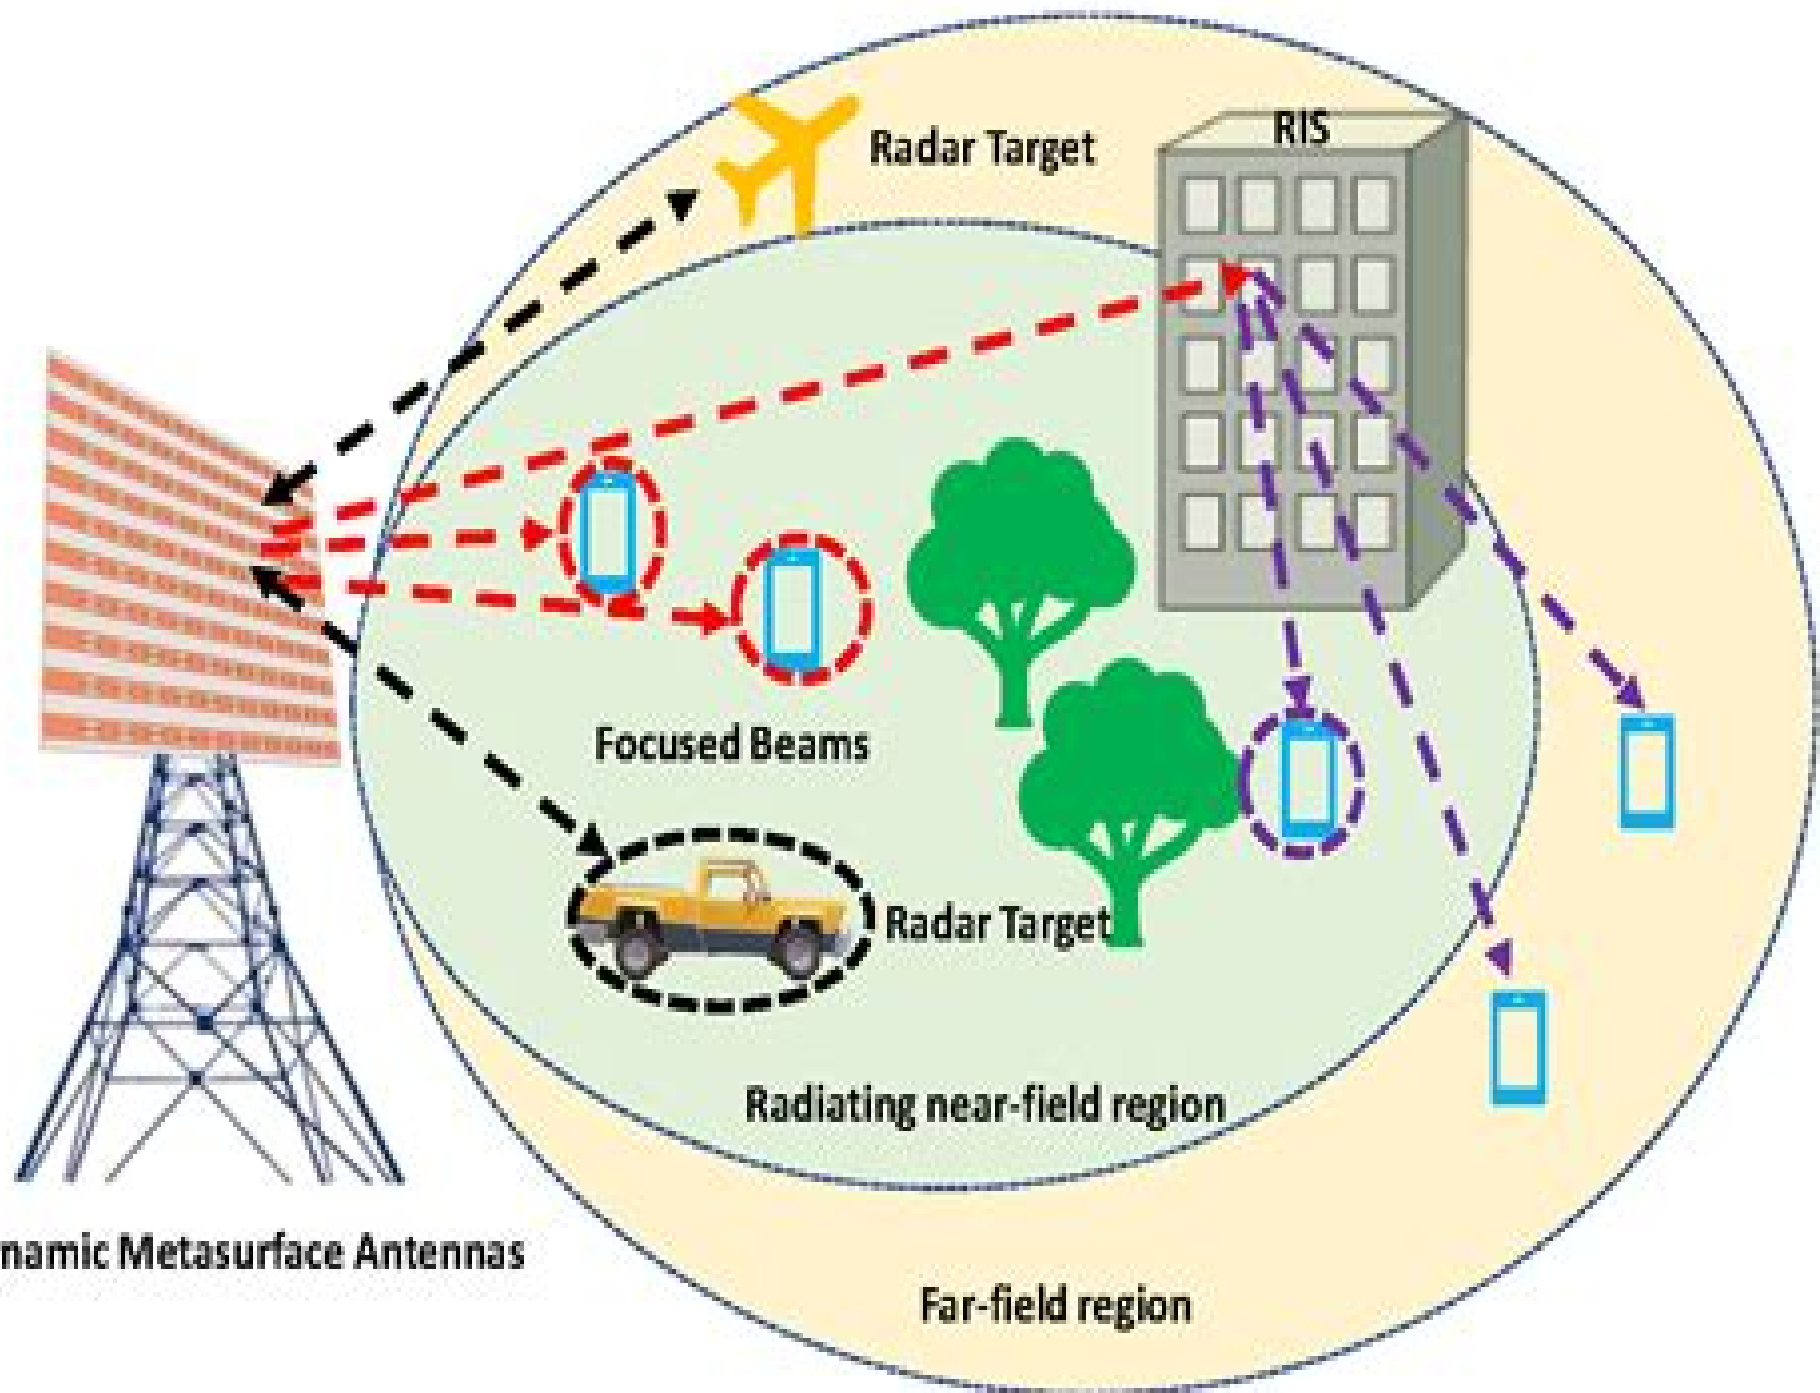 RIS
Radar Target
Focused Beams
Radar Target
Radiating near-field region
namic Metasurface Antennas
Far-field region